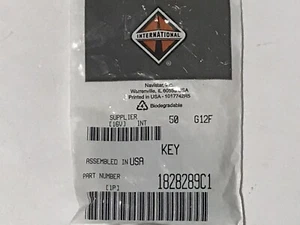 INTERNATIONAL
Navistar, Inc.
Warrenville, IL 60555 USA
Printed in USA - 1017742R5
Biodegradable
SUPPLIER 50 G12F
[16V] INT
KEY
ASSEMBLED IN USA
PART NUMBER 1828289C1
[1P]